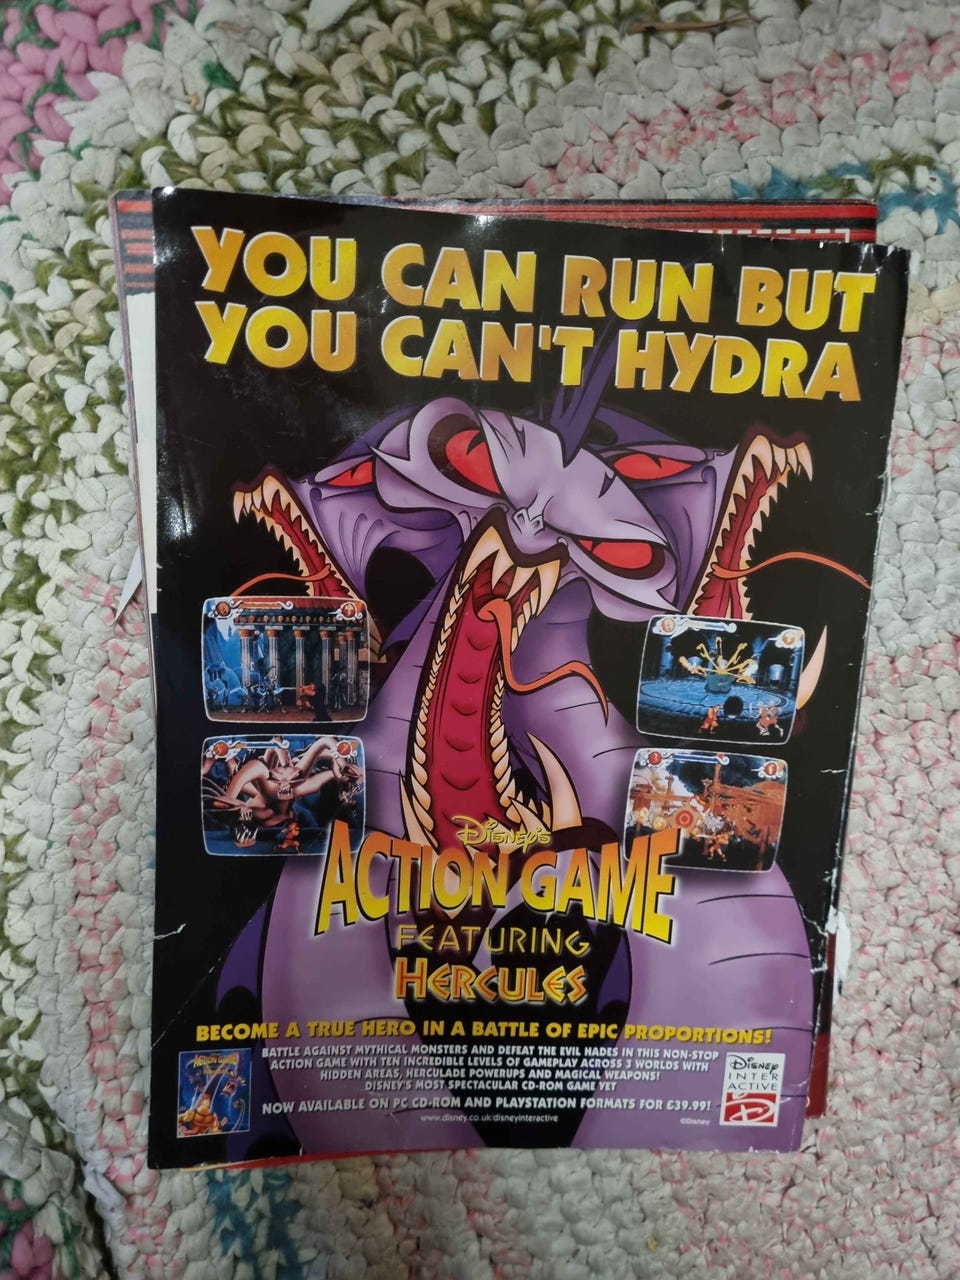 YOU CAN RUN BUT
YOU CAN'T HYDRA
DISNEY'S
ACTION GAME
FEATURING
HERCULES
BECOME A TRUE HERO IN A BATTLE OF EPIC PROPORTIONS!
BATTLE AGAINST MYTHICAL MONSTERS AND DEFEAT THE EVIL HADES IN THIS NON-STOP
ACTION GAME WITH TEN INCREDIBLE LEVELS OF GAMEPLAY ACROSS 3 WORLDS WITH
HIDDEN AREAS, HERCULADE POWERUPS AND MAGICAL WEAPONS!
DISNEY'S MOST SPECTACULAR CD-ROM GAME YET
NOW AVAILABLE ON PC CD-ROM AND PLAYSTATION FORMATS FOR £39.99!
www.disney.co.uk/disneyinteractive
©Disney
ACTION GAME
DISNEY
INTER
ACTIVE